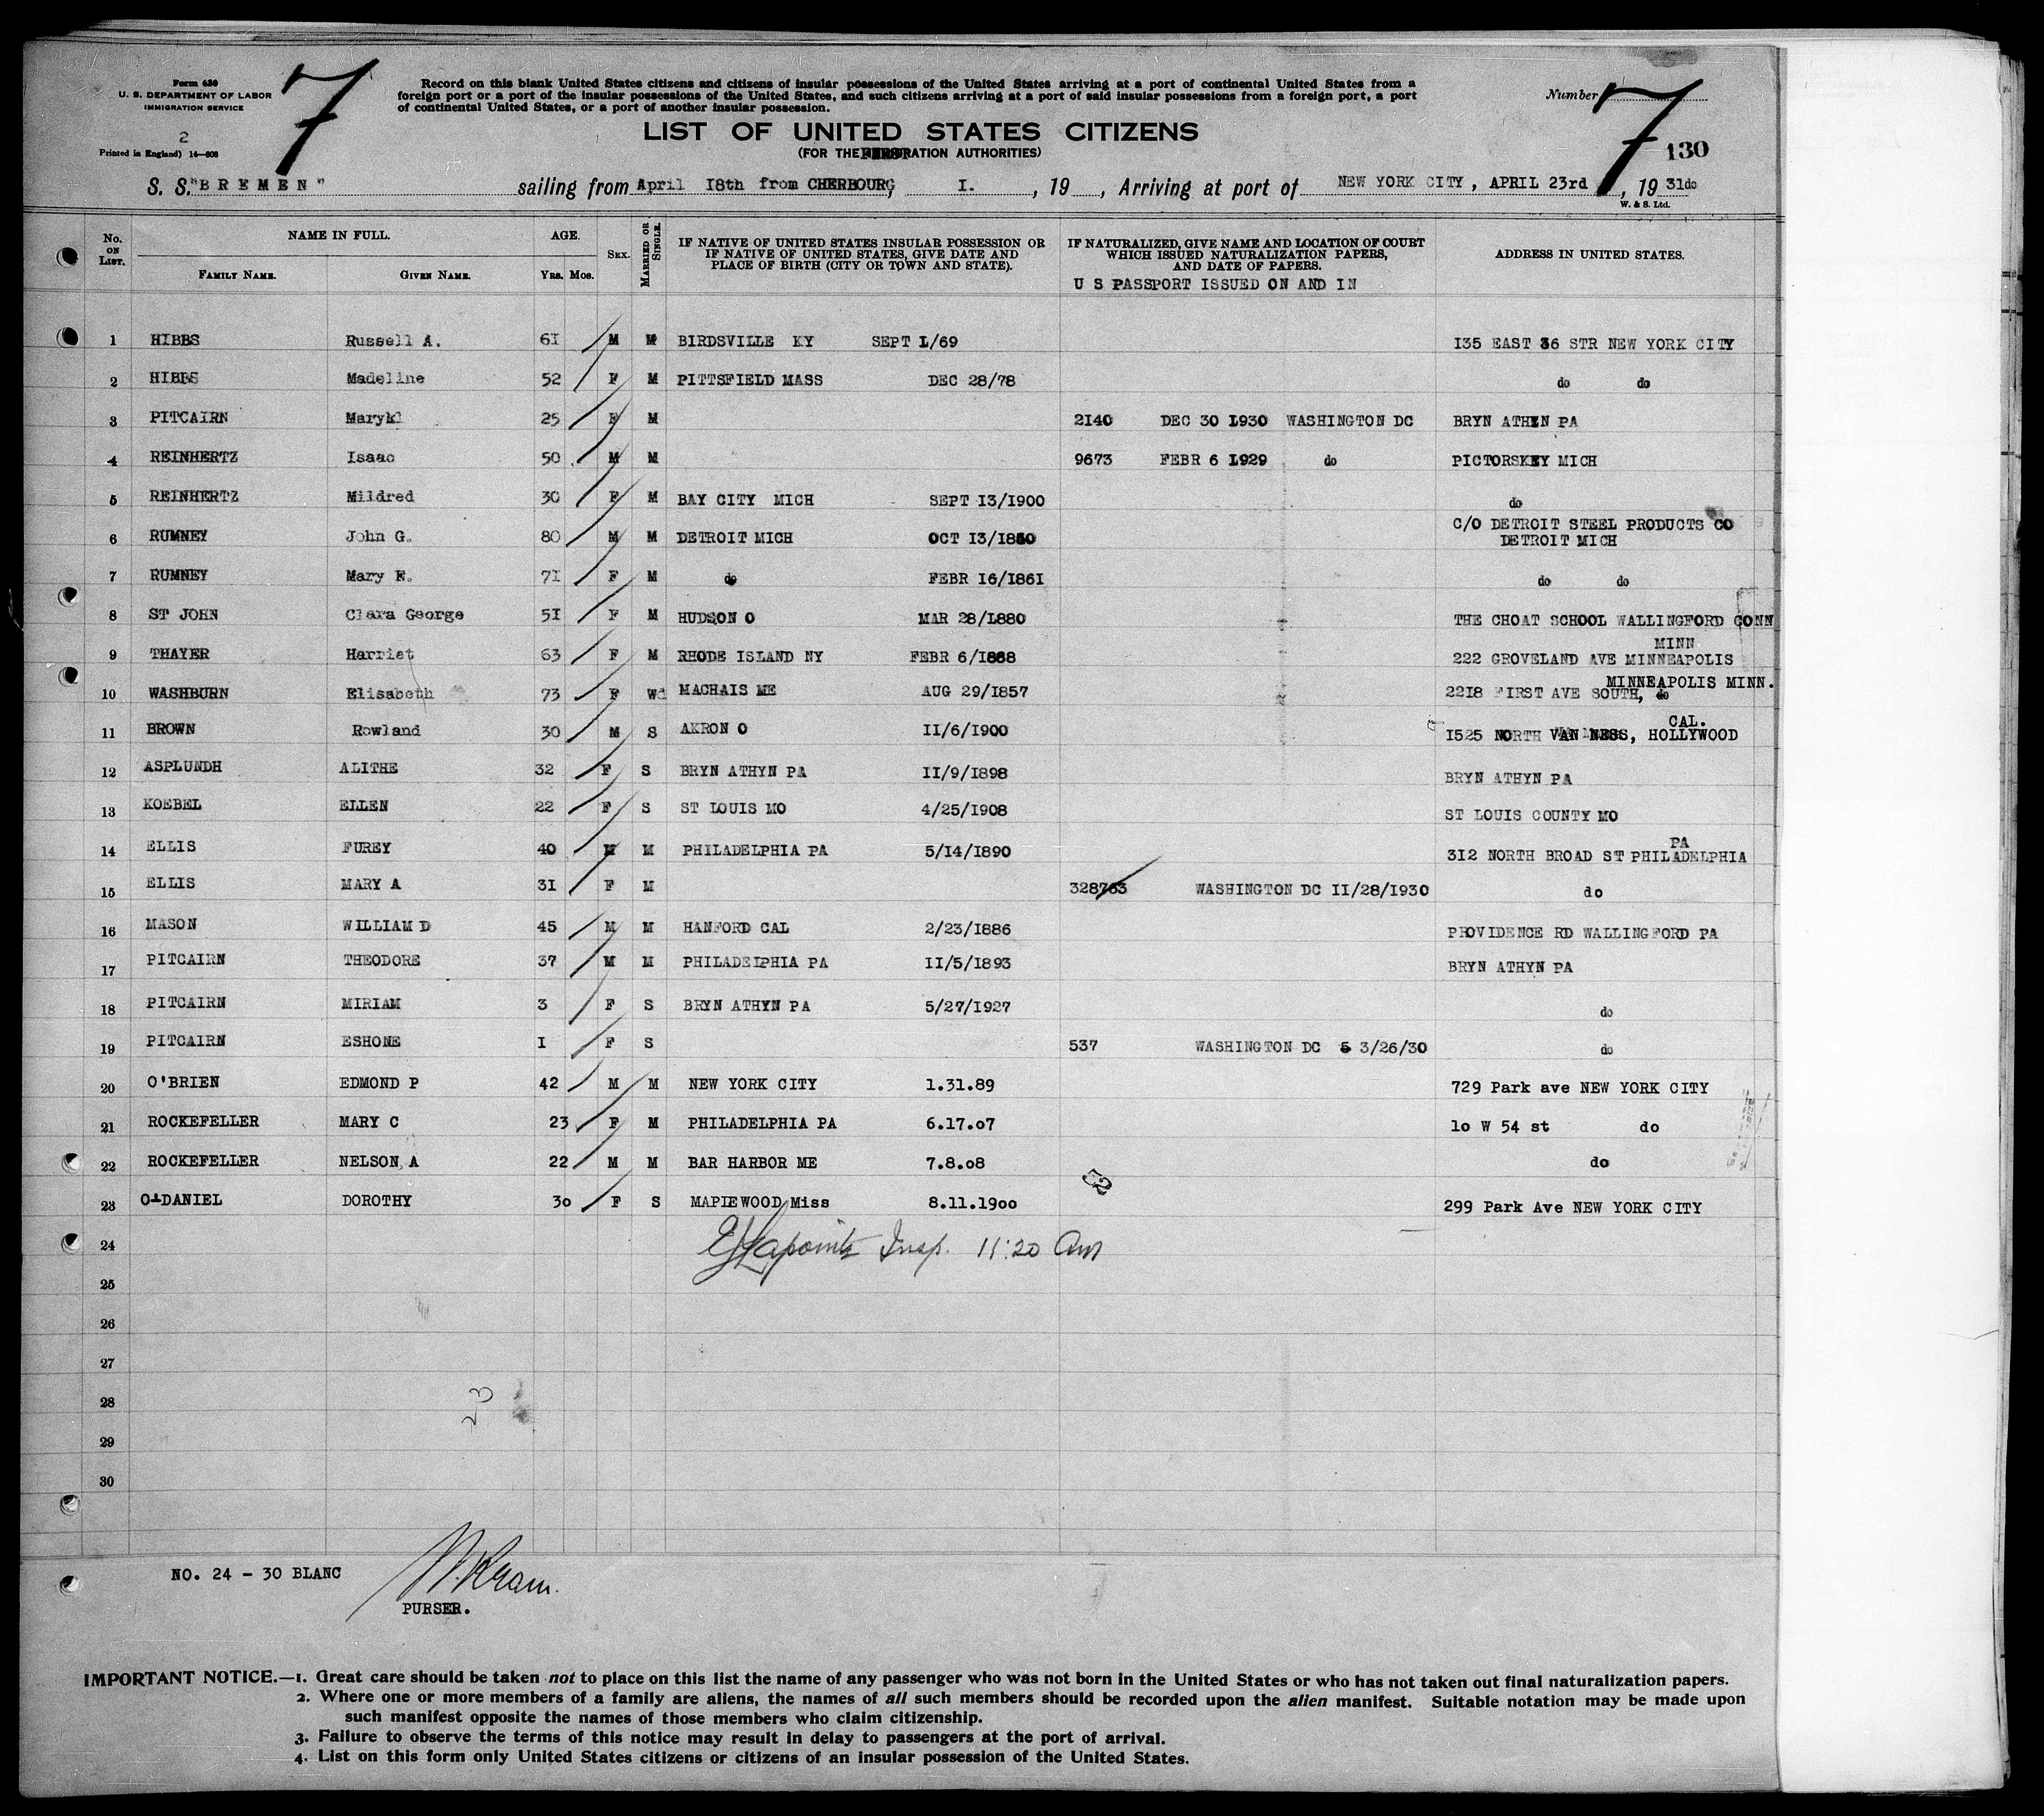 Form 630
U. S. DEPARTMENT OF LABOR
IMMIGRATION SERVICE
2
Printed in England) 14—608
7
Record on this blank United States citizens and citizens of insular possessions of the United States arriving at a port of continental United States from a
foreign port or a port of the insular possessions of the United States, and such citizens arriving at a port of said insular possessions from a foreign port, a port
of continental United States, or a port of another insular possession.
Number 7
130
LIST OF UNITED STATES CITIZENS
(FOR THE RATION AUTHORITIES)
S. S. "BREMEN" sailing from April 18th from CHERBOURG, I. , 19 , Arriving at port of NEW YORK CITY, APRIL 23rd , 19 31do
W. & S. Ltd.
No. ON LIST. NAME IN FULL. FAMILY NAME. GIVEN NAME. AGE. Yrs. Mos. SEX. MARRIED OR SINGLE. IF NATIVE OF UNITED STATES INSULAR POSSESSION OR IF NATIVE OF UNITED STATES, GIVE DATE AND PLACE OF BIRTH (CITY OR TOWN AND STATE). IF NATURALIZED, GIVE NAME AND LOCATION OF COURT WHICH ISSUED NATURALIZATION PAPERS, AND DATE OF PAPERS. ADDRESS IN UNITED STATES.
U S PASSPORT ISSUED ON AND IN
1 HIBBS Russell A. 61 M M BIRDSVILLE KY SEPT 1/69 135 EAST 36 STR NEW YORK CITY
2 HIBBS Madeline 52 F M PITTSFIELD MASS DEC 28/78 do do
3 PITCAIRN Marykl 25 F M 2140 DEC 30 1930 WASHINGTON DC BRYN ATHEN PA
4 REINHERTZ Isaac 50 M M 9673 FEBR 6 1929 do PICTORSKEY MICH
5 REINHERTZ Mildred 30 F M BAY CITY MICH SEPT 13/1900 do
6 RUMNEY John G. 80 M M DETROIT MICH OCT 13/1850 C/O DETROIT STEEL PRODUCTS CO
DETROIT MICH
7 RUMNEY Mary E. 71 F M do FEBR 16/1861 do do
8 ST JOHN Clara George 51 F M HUDSON O MAR 28/1880 THE CHOAT SCHOOL WALLINGFORD CONN
9 THAYER Harriet 63 F M RHODE ISLAND NY FEBR 6/1868 222 GROVELAND AVE MINNEAPOLIS MINN
10 WASHBURN Elisabeth 73 F Wd MACHAIS ME AUG 29/1857 2218 FIRST AVE SOUTH, do MINNEAPOLIS MINN.
11 BROWN Rowland 30 M S AKRON O 11/6/1900 1525 NORTH VAN NESS, HOLLYWOOD CAL.
12 ASPLUNDH ALITHE 32 F S BRYN ATHYN PA 11/9/1898 BRYN ATHYN PA
13 KOEBEL ELLEN 22 F S ST LOUIS MO 4/25/1908 ST LOUIS COUNTY MO
14 ELLIS FUREY 40 M M PHILADELPHIA PA 5/14/1890 312 NORTH BROAD ST PHILADELPHIA PA
15 ELLIS MARY A 31 F M 328763 WASHINGTON DC 11/28/1930 do
16 MASON WILLIAM D 45 M M HANFORD CAL 2/23/1886 PROVIDENCE RD WALLINGFORD PA
17 PITCAIRN THEODORE 37 M M PHILADELPHIA PA 11/5/1893 BRYN ATHYN PA
18 PITCAIRN MIRIAM 3 F S BRYN ATHYN PA 5/27/1927 do
19 PITCAIRN ESHONE 1 F S 537 WASHINGTON DC 5 3/26/30 do
20 O'BRIEN EDMOND P 42 M M NEW YORK CITY 1.31.89 729 Park ave NEW YORK CITY
21 ROCKEFELLER MARY C 23 F M PHILADELPHIA PA 6.17.07 10 W 54 st do
22 ROCKEFELLER NELSON A 22 M M BAR HARBOR ME 7.8.08 do
52
23 O'DANIEL DOROTHY 30 F S MAPLEWOOD Miss 8.11.1900 299 Park Ave NEW YORK CITY
24 EJLapointe Insp. 11:20 Am
25
26
27
28
23
29
30
NO. 24 - 30 BLANC
PURSER.
IMPORTANT NOTICE.—1. Great care should be taken not to place on this list the name of any passenger who was not born in the United States or who has not taken out final naturalization papers.
2. Where one or more members of a family are aliens, the names of all such members should be recorded upon the alien manifest. Suitable notation may be made upon
such manifest opposite the names of those members who claim citizenship.
3. Failure to observe the terms of this notice may result in delay to passengers at the port of arrival.
4. List on this form only United States citizens or citizens of an insular possession of the United States.